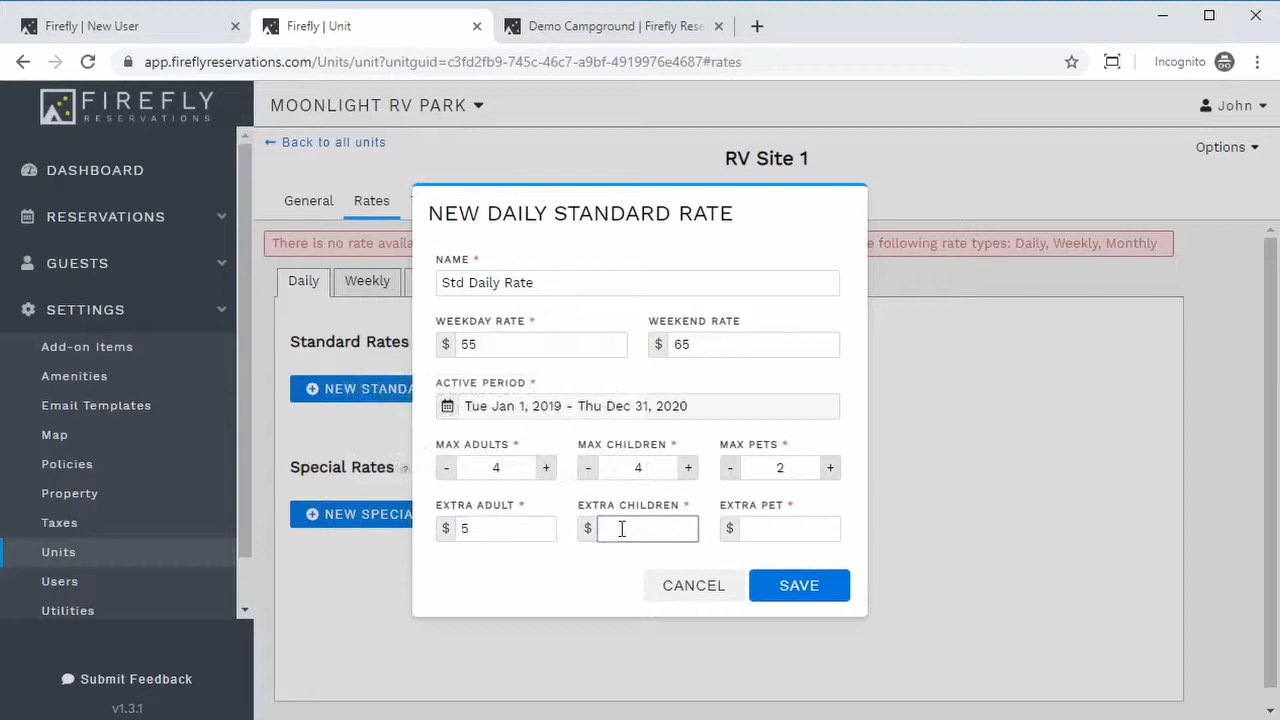 Firefly | New User
Firefly | Unit
Demo Campground | Firefly Rese
app.fireflyreservations.com/Units/unit?unitguid=c3fd2fb9-745c-46c7-a9bf-4919976e4687#rates
Incognito
FIREFLY
RESERVATIONS
MOONLIGHT RV PARK
John
← Back to all units
RV Site 1
Options
DASHBOARD
RESERVATIONS
GUESTS
SETTINGS
Add-on Items
Amenities
Email Templates
Map
Policies
Property
Taxes
Units
Users
Utilities
Submit Feedback
v1.3.1
General
Rates
There is no rate availa
e following rate types: Daily, Weekly, Monthly
Daily
Weekly
Standard Rates
NEW STANDA
Special Rates
NEW SPECIA
NEW DAILY STANDARD RATE
NAME *
Std Daily Rate
WEEKDAY RATE *
WEEKEND RATE
$ 55
$ 65
ACTIVE PERIOD *
Tue Jan 1, 2019 - Thu Dec 31, 2020
MAX ADULTS *
MAX CHILDREN *
MAX PETS *
- 4 +
- 4 +
- 2 +
EXTRA ADULT *
EXTRA CHILDREN *
EXTRA PET *
$ 5
$
$
CANCEL
SAVE